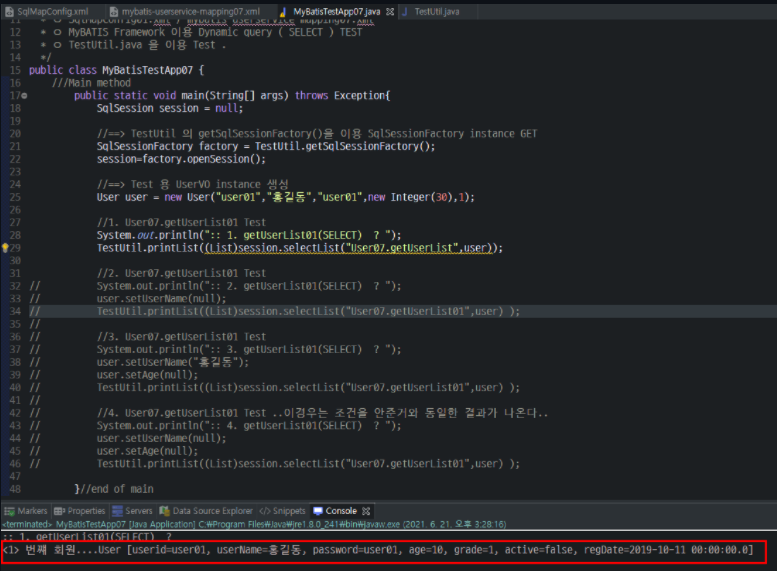 SqlMapConfig.xml mybatis-userservice-mapping07.xml MyBatisTestApp07.java TestUtil.java
11 * ㅇ SqlMapConfig01.xml / mybatis userservice mapping07.xml
12 * ㅇ MyBATIS Framework 이용 Dynamic query ( SELECT ) TEST
13 * ㅇ TestUtil.java 을 이용 Test .
14 */
15 public class MyBatisTestApp07 {
16 ///Main method
17 public static void main(String[] args) throws Exception{
18 SqlSession session = null;
19
20 //==> TestUtil 의 getSqlSessionFactory()을 이용 SqlSessionFactory instance GET
21 SqlSessionFactory factory = TestUtil.getSqlSessionFactory();
22 session=factory.openSession();
23
24 //==> Test 용 UserVO instance 생성
25 User user = new User("user01","홍길동","user01",new Integer(30),1);
26
27 //1. User07.getUserList01 Test
28 System.out.println(":: 1. getUserList01(SELECT) ? ");
29 TestUtil.printList((List)session.selectList("User07.getUserList",user));
30
31 //2. User07.getUserList01 Test
32 // System.out.println(":: 2. getUserList01(SELECT) ? ");
33 // user.setUserName(null);
34 // TestUtil.printList((List)session.selectList("User07.getUserList01",user) );
35 //
36 // //3. User07.getUserList01 Test
37 // System.out.println(":: 3. getUserList01(SELECT) ? ");
38 // user.setUserName("홍길동");
39 // user.setAge(null);
40 // TestUtil.printList((List)session.selectList("User07.getUserList01",user) );
41 //
42 // //4. User07.getUserList01 Test ..이경우는 조건을 안준거와 동일한 결과가 나온다..
43 // System.out.println(":: 4. getUserList01(SELECT) ? ");
44 // user.setUserName(null);
45 // user.setAge(null);
46 // TestUtil.printList((List)session.selectList("User07.getUserList01",user) );
47
48 }//end of main
Markers Properties Servers Data Source Explorer Snippets Console
<terminated> MyBatisTestApp07 [Java Application] C:₩Program Files₩Java₩jre1.8.0_241₩bin₩javaw.exe (2021. 6. 21. 오후 3:28:16)
:: 1. getUserList01(SELECT) ?
<1> 번째 회원....User [userid=user01, userName=홍길동, password=user01, age=10, grade=1, active=false, regDate=2019-10-11 00:00:00.0]